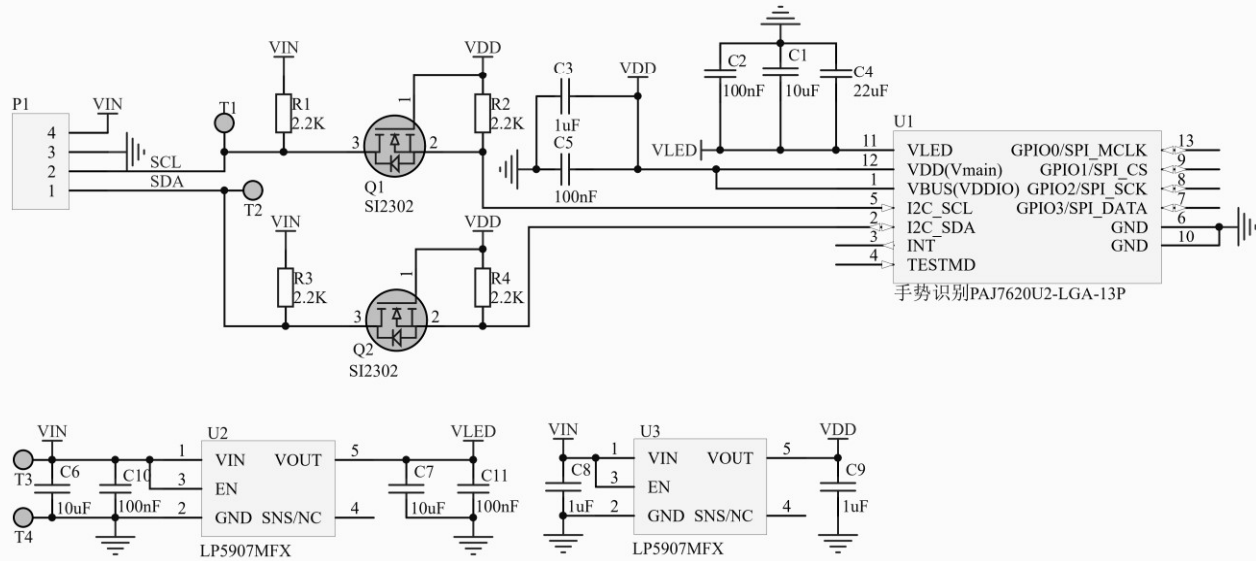 P1
VIN
4
3
2
1
SCL
SDA
T1
T2
VIN
R1
2.2K
3
1
2
Q1
SI2302
VDD
R2
2.2K
VIN
R3
2.2K
3
1
2
Q2
SI2302
VDD
R4
2.2K
C3
1uF
C5
100nF
VDD
C2
100nF
C1
10uF
C4
22uF
VLED
U1
11 VLED GPIO0/SPI_MCLK 13
12 VDD(Vmain) GPIO1/SPI_CS 9
1 VBUS(VDDIO) GPIO2/SPI_SCK 8
5 I2C_SCL GPIO3/SPI_DATA 7
2 I2C_SDA GND 6
3 INT GND 10
4 TESTMD
手势识别PAJ7620U2-LGA-13P
VIN
T3
T4
C6
10uF
C10
100nF
U2
1 VIN VOUT 5
3 EN
2 GND SNS/NC 4
LP5907MFX
VLED
C7
10uF
C11
100nF
VIN
C8
1uF
U3
1 VIN VOUT 5
3 EN
2 GND SNS/NC 4
LP5907MFX
VDD
C9
1uF